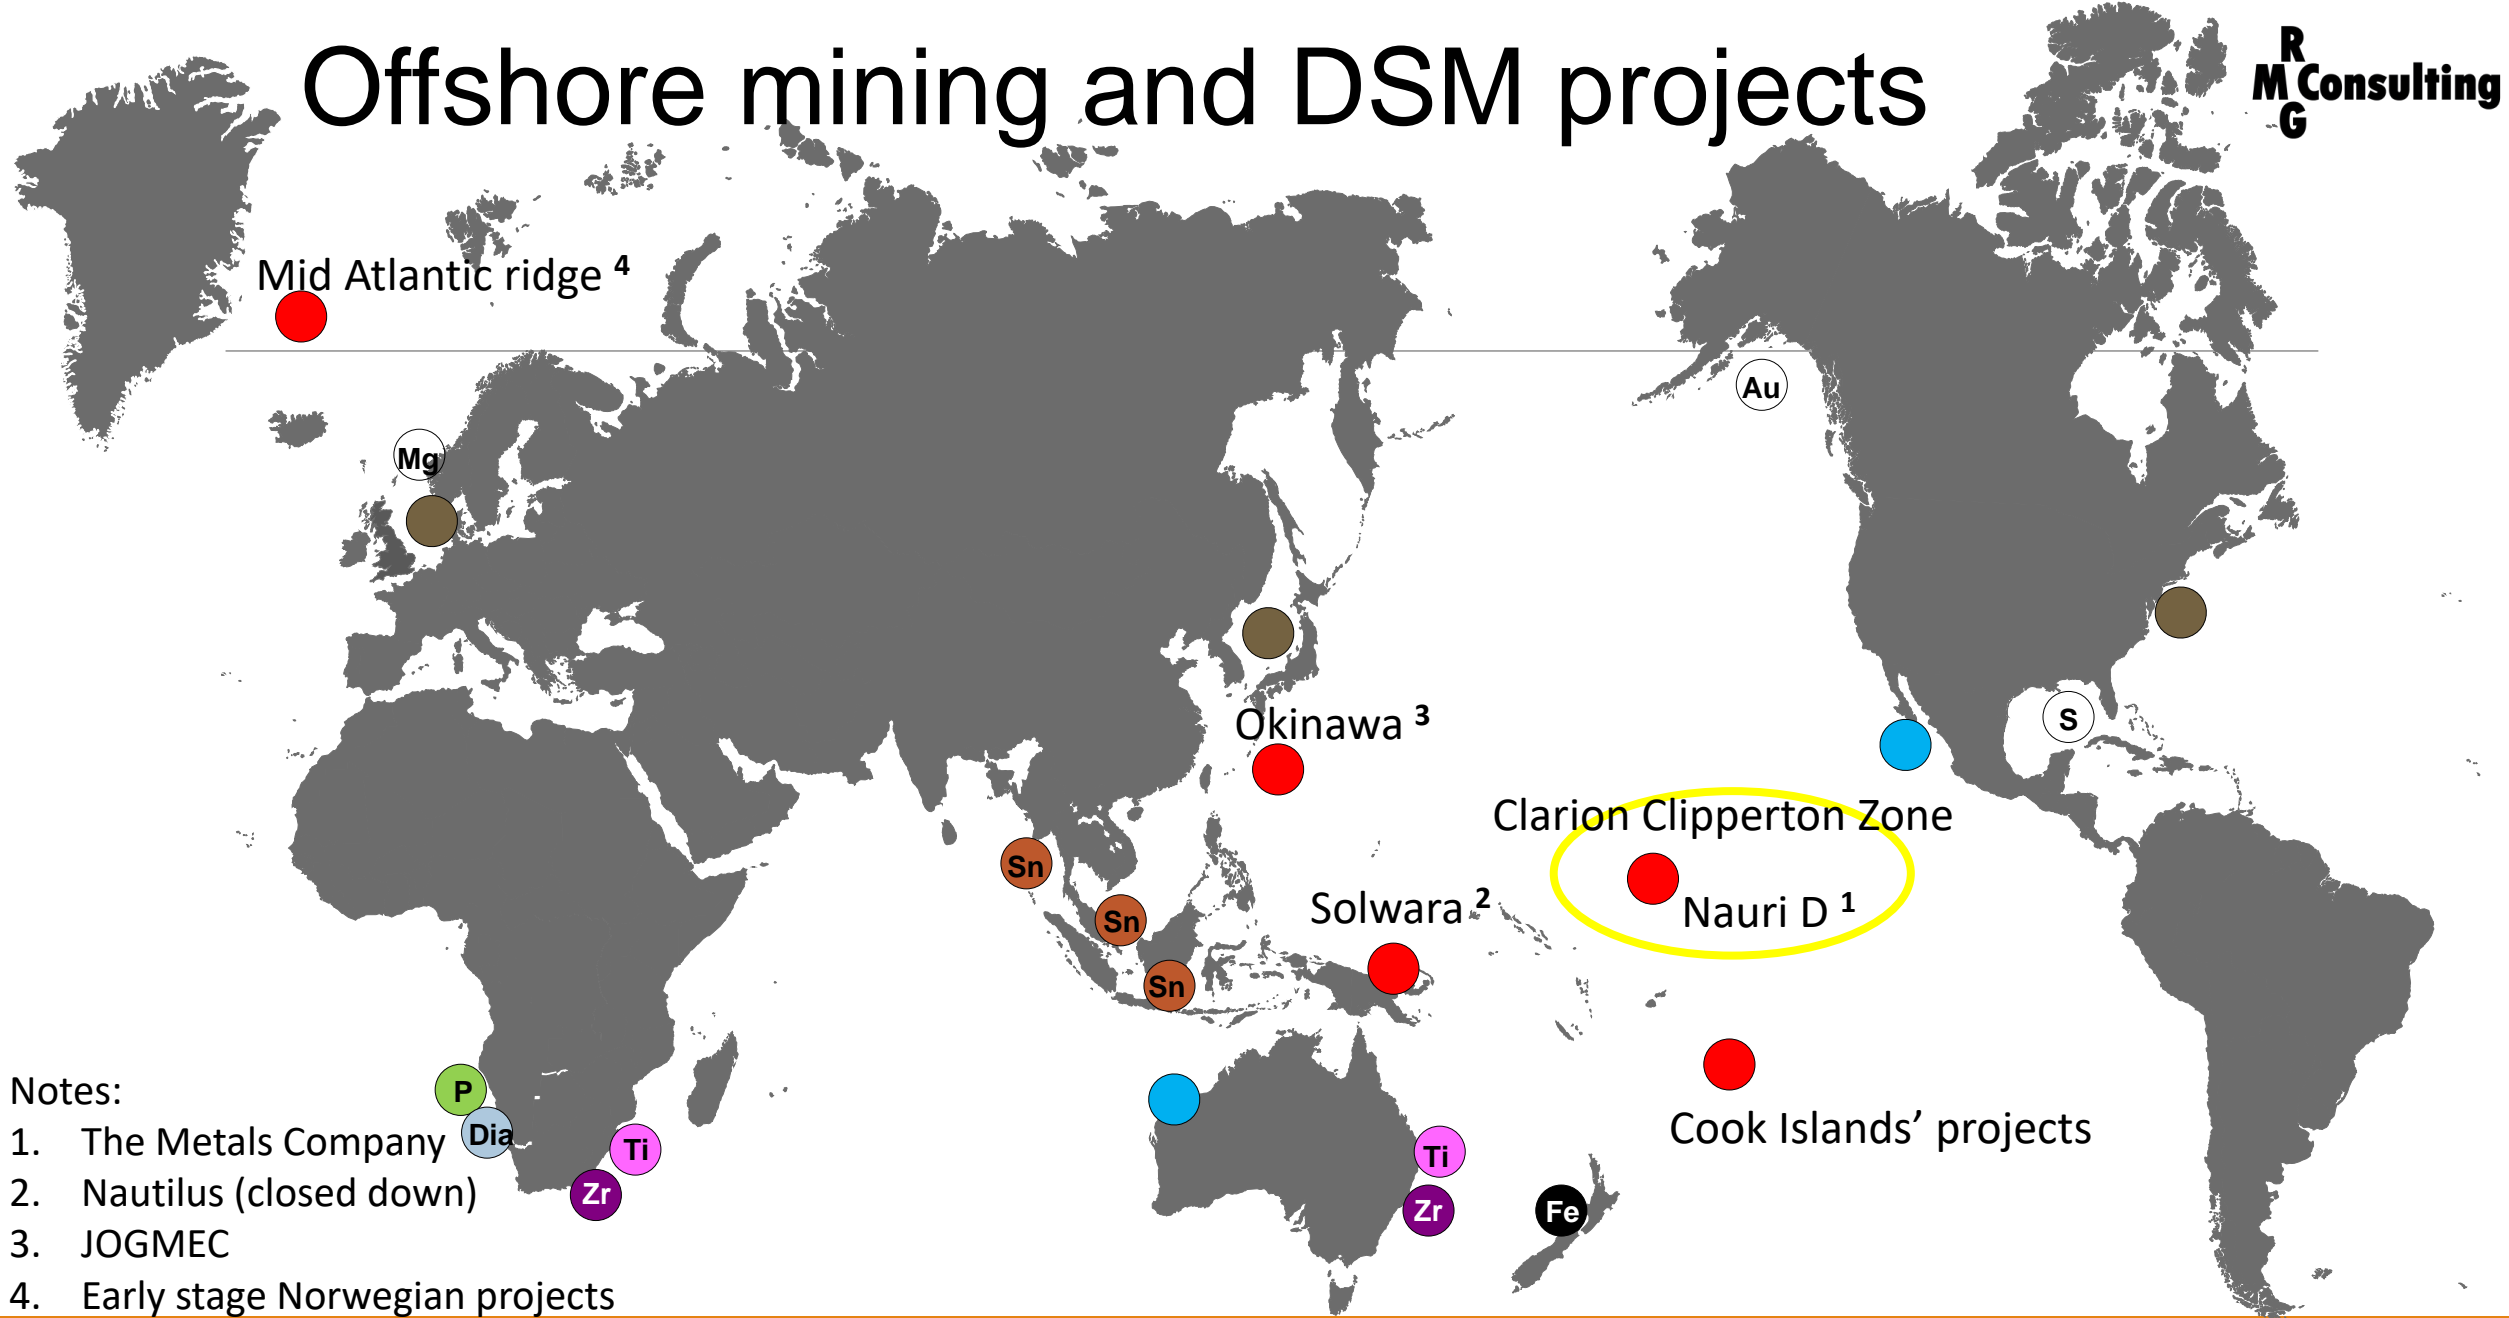 Offshore mining and DSM projects
R
M Consulting
G
Mid Atlantic ridge 4
Au
Mg
S
Okinawa 3
Clarion Clipperton Zone
Sn
Nauri D 1
Solwara 2
Sn
Sn
Cook Islands’ projects
P
Dia
Ti
Zr
Ti
Zr
Fe
Notes:
1. The Metals Company
2. Nautilus (closed down)
3. JOGMEC
4. Early stage Norwegian projects